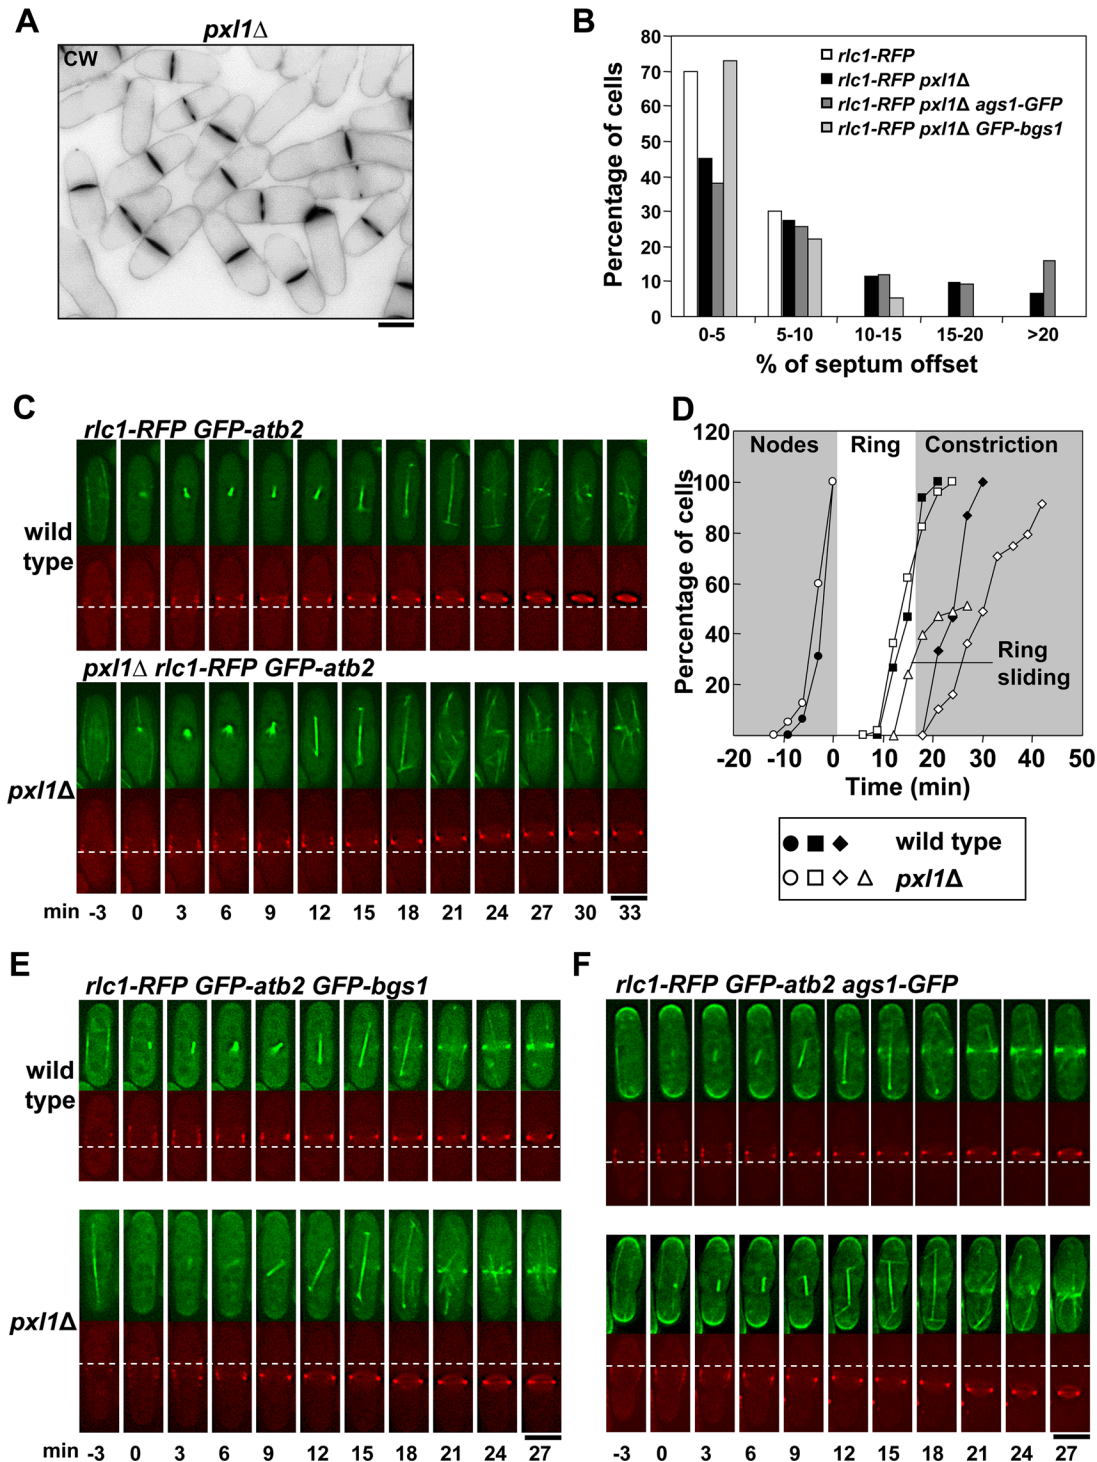 A
pxl1Δ
CW
B
80
70
60
50
40
30
20
10
0
Percentage of cells
rlc1-RFP
rlc1-RFP pxl1Δ
rlc1-RFP pxl1Δ ags1-GFP
rlc1-RFP pxl1Δ GFP-bgs1
0-5
5-10
10-15
15-20
>20
% of septum offset
C
rlc1-RFP GFP-atb2
wild
type
pxl1Δ rlc1-RFP GFP-atb2
pxl1Δ
min -3 0 3 6 9 12 15 18 21 24 27 30 33
D
120
100
80
60
40
20
Percentage of cells
Nodes
Ring
Constriction
Ring
sliding
-20 -10 0 10 20 30 40 50
Time (min)
wild type
pxl1Δ
E
rlc1-RFP GFP-atb2 GFP-bgs1
wild
type
pxl1Δ
min -3 0 3 6 9 12 15 18 21 24 27
F
rlc1-RFP GFP-atb2 ags1-GFP
-3 0 3 6 9 12 15 18 21 24 27